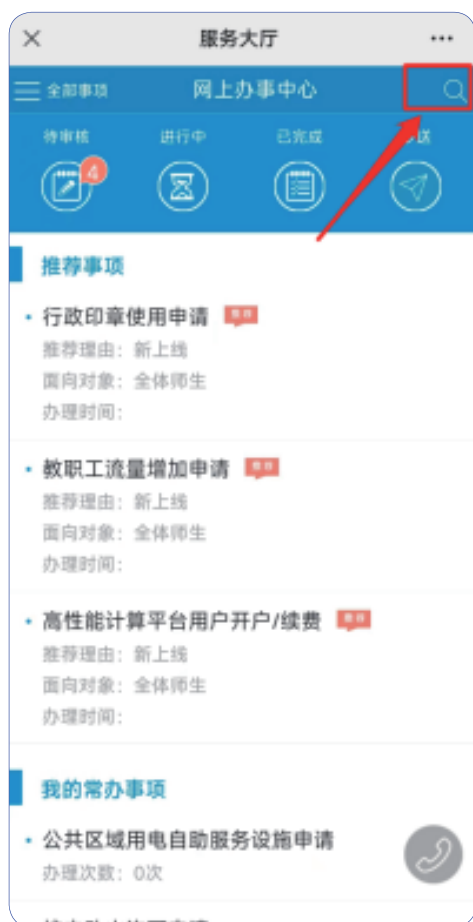 服务大厅
全部事项 网上办事中心
待审核 进行中 已完成
4
推荐事项
行政印章使用申请 推荐
推荐理由：新上线
面向对象：全体师生
办理时间：
教职工流量增加申请 推荐
推荐理由：新上线
面向对象：全体师生
办理时间：
高性能计算平台用户开户/续费 推荐
推荐理由：新上线
面向对象：全体师生
办理时间：
我的常办事项
公共区域用电自助服务设施申请
办理次数：0次